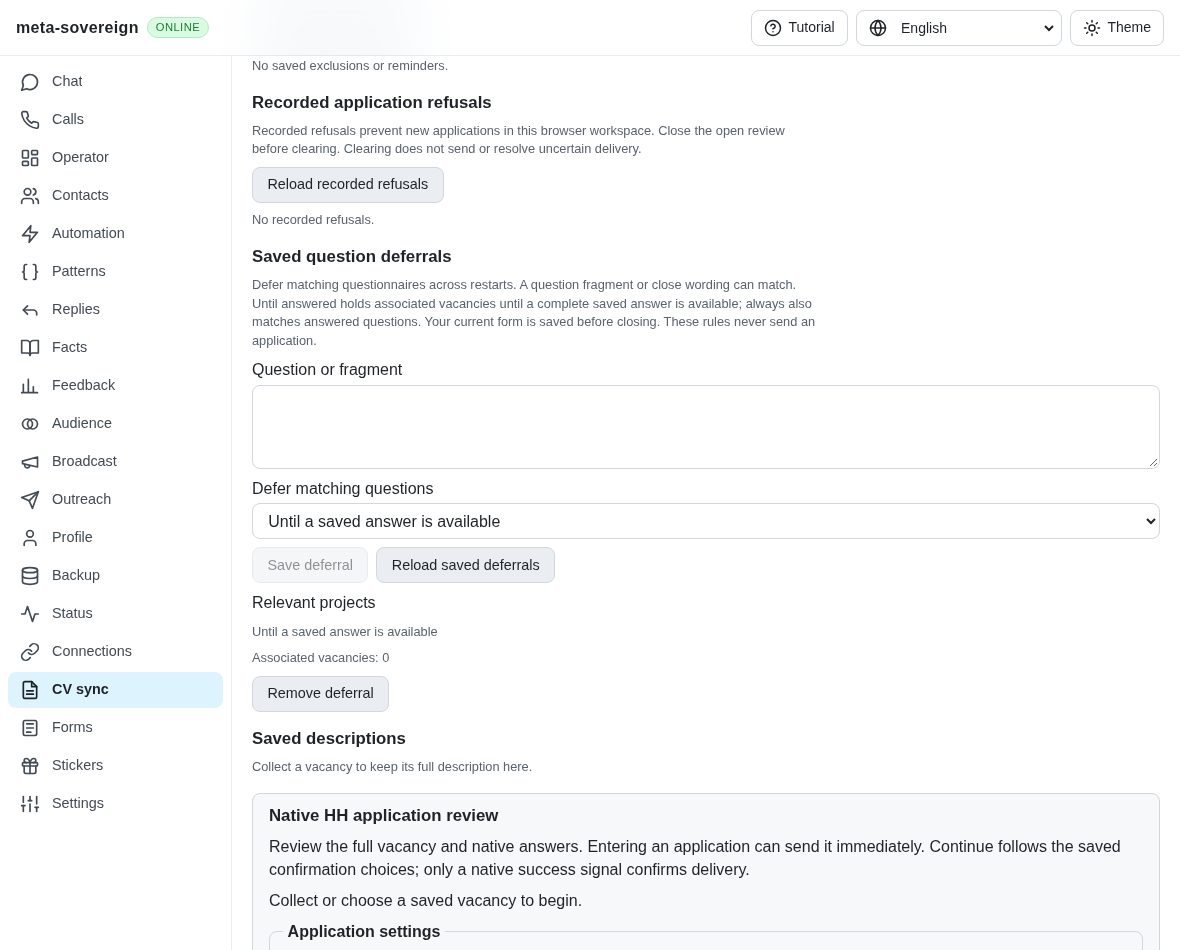 meta-sovereign
ONLINE
Tutorial
English
Theme
Chat
Calls
Operator
Contacts
Automation
Patterns
Replies
Facts
Feedback
Audience
Broadcast
Outreach
Profile
Backup
Status
Connections
CV sync
Forms
Stickers
Settings
No saved exclusions or reminders.
Recorded application refusals
Recorded refusals prevent new applications in this browser workspace. Close the open review
before clearing. Clearing does not send or resolve uncertain delivery.
Reload recorded refusals
No recorded refusals.
Saved question deferrals
Defer matching questionnaires across restarts. A question fragment or close wording can match.
Until answered holds associated vacancies until a complete saved answer is available; always also
matches answered questions. Your current form is saved before closing. These rules never send an
application.
Question or fragment
Defer matching questions
Until a saved answer is available
Save deferral
Reload saved deferrals
Relevant projects
Until a saved answer is available
Associated vacancies: 0
Remove deferral
Saved descriptions
Collect a vacancy to keep its full description here.
Native HH application review
Review the full vacancy and native answers. Entering an application can send it immediately. Continue follows the saved
confirmation choices; only a native success signal confirms delivery.
Collect or choose a saved vacancy to begin.
Application settings